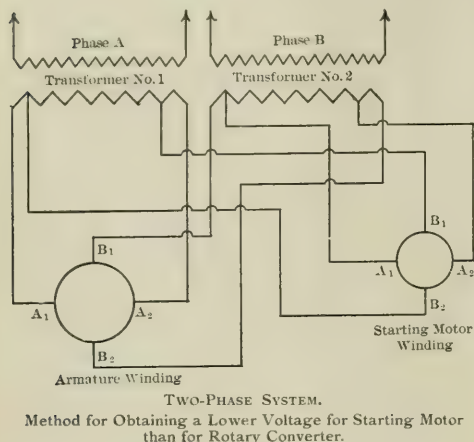 Phase A Phase B
Transformer No. 1 Transformer No. 2
B1 B1
A1 A2 A1 A2
B2 B2
Armature Winding
Starting Motor
Winding
TWO-PHASE SYSTEM.
Method for Obtaining a Lower Voltage for Starting Motor
than for Rotary Converter.